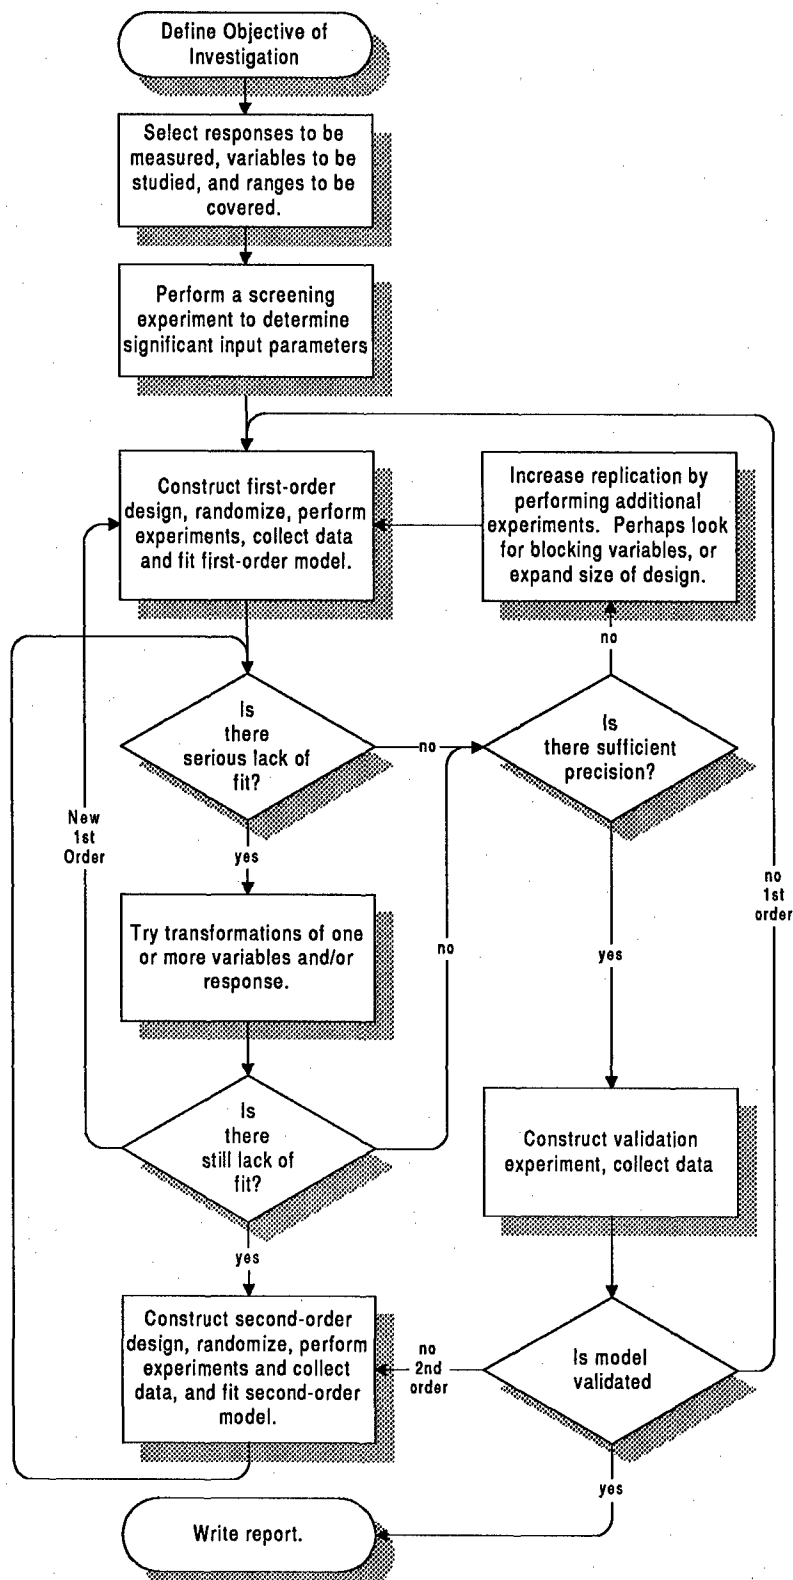 Define Objective of
Investigation
Select responses to be
measured, variables to be
studied, and ranges to be
covered.
Perform a screening
experiment to determine
significant input parameters
Construct first-order
design, randomize, perform
experiments, collect data
and fit first-order model.
Increase replication by
performing additional
experiments. Perhaps look
for blocking variables, or
expand size of design.
no
Is
there
serious lack of
fit?
no
Is
there sufficient
precision?
New
1st
Order
yes
no
1st
order
Try transformations of one
or more variables and/or
response.
no
yes
Is
there
still lack of
fit?
Construct validation
experiment, collect data
yes
Construct second-order
design, randomize, perform
experiments and collect
data, and fit second-order
model.
no
2nd
order
Is model
validated
yes
Write report.